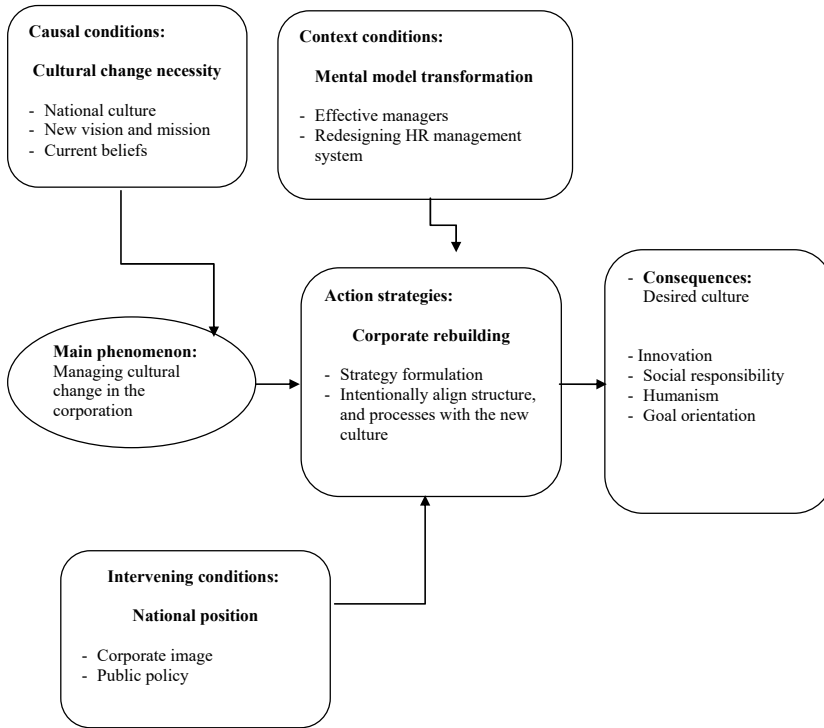 Causal conditions:
Cultural change necessity
- National culture
- New vision and mission
- Current beliefs
Context conditions:
Mental model transformation
- Effective managers
- Redesigning HR management
system
Main phenomenon:
Managing cultural
change in the
corporation
Action strategies:
Corporate rebuilding
- Strategy formulation
- Intentionally align structure,
and processes with the new
culture
- Consequences:
Desired culture
- Innovation
- Social responsibility
- Humanism
- Goal orientation
Intervening conditions:
National position
- Corporate image
- Public policy